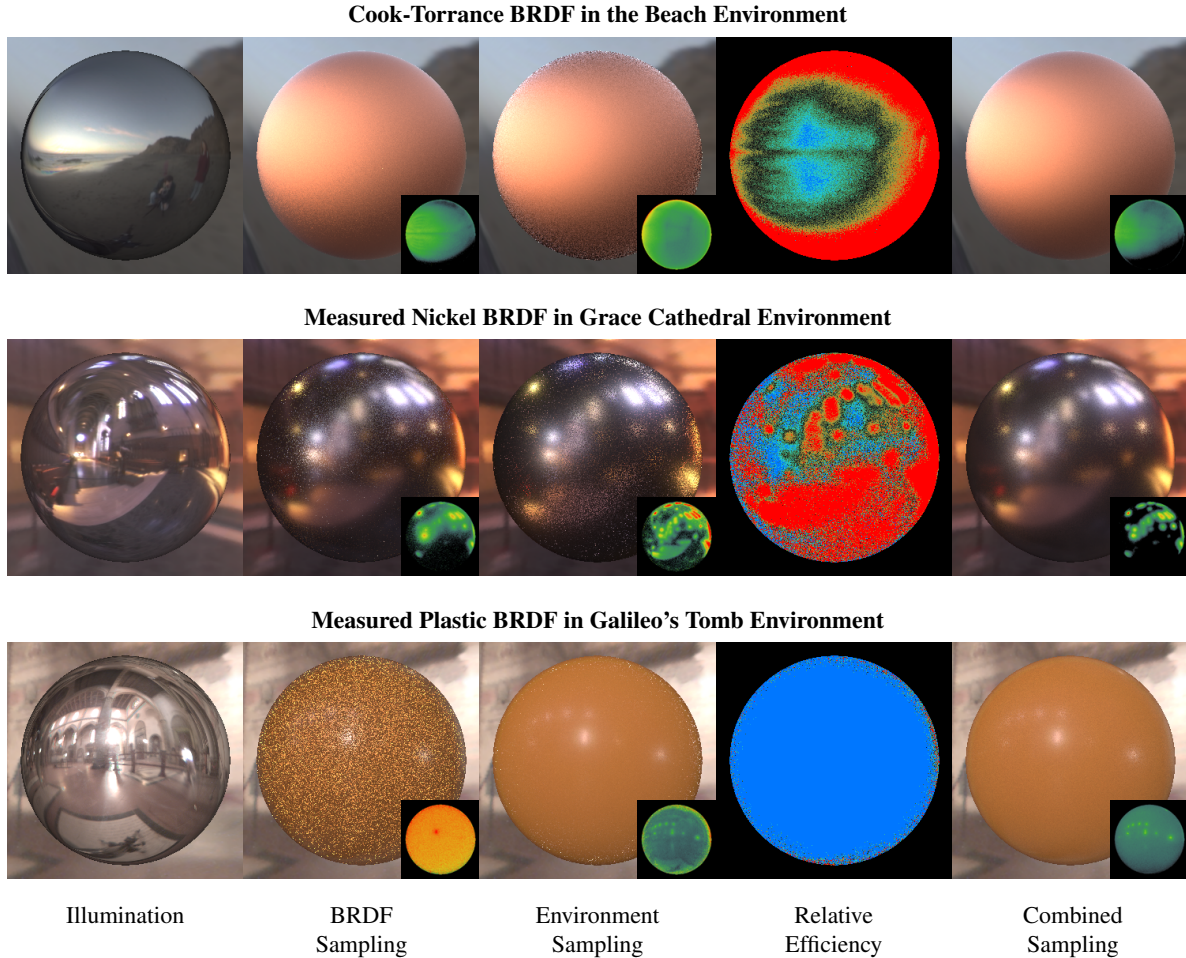 Cook-Torrance BRDF in the Beach Environment
Measured Nickel BRDF in Grace Cathedral Environment
Measured Plastic BRDF in Galileo's Tomb Environment
Illumination
BRDF
Sampling
Environment
Sampling
Relative
Efficiency
Combined
Sampling